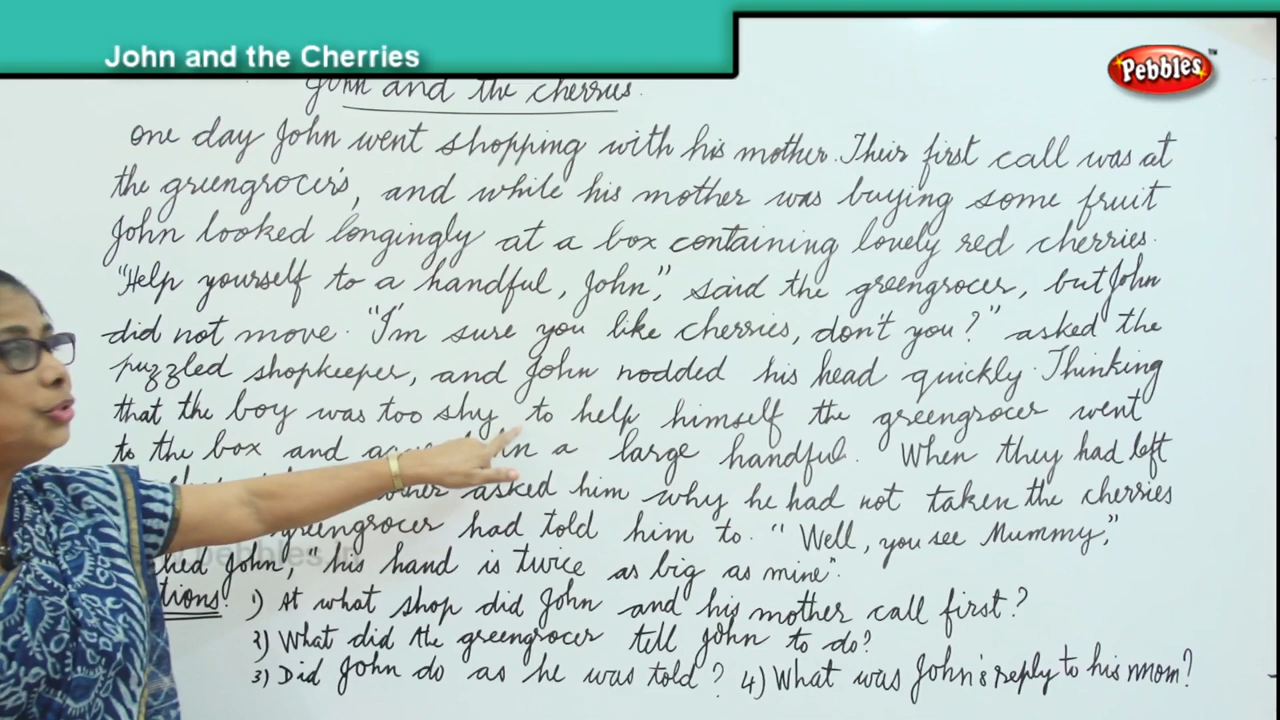 John and the Cherries
Pebbles
TM
John and the cherries.
One day John went shopping with his mother. Their first call was at
the greengrocer's, and while his mother was buying some fruit
John looked longingly at a box containing lovely red cherries.
"Help yourself to a handful, John," said the greengrocer, but John
did not move. "I'm sure you like cherries, don't you?" asked the
puzzled shopkeeper, and John nodded his head quickly. Thinking
that the boy was too shy to help himself the greengrocer went
to the box and a large handful. When they had left
asked him why he had not taken the cherries
greengrocer had told him to. "Well, you see Mummy,"
John, "his hand is twice as big as mine".
1) At what shop did John and his mother call first?
2) What did the greengrocer tell John to do?
3) Did John do as he was told? 4) What was John's reply to his mom?